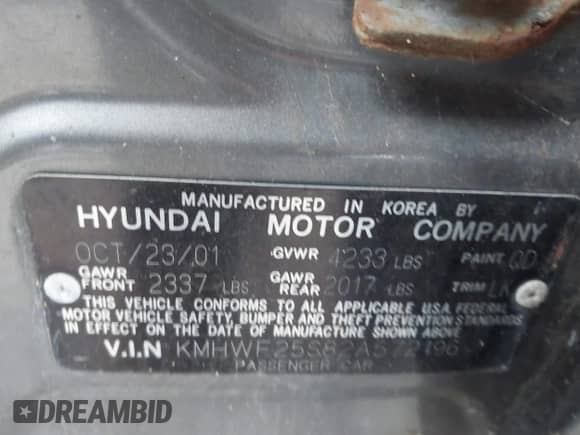 MANUFACTURED IN KOREA BY
HYUNDAI MOTOR COMPANY
OCT/23/01 GVWR 4233 LBS PAINT QD
GAWR FRONT 2337 LBS GAWR REAR 2017 LBS TRIM LK
THIS VEHICLE CONFORMS TO ALL APPLICABLE U.S.A. FEDERAL
MOTOR VEHICLE SAFETY, BUMPER AND THEFT PREVENTION STANDARDS
IN EFFECT ON THE DATE OF MANUFACTURE SHOWN ABOVE
V.I.N
PASSENGER CAR
DREAMBID